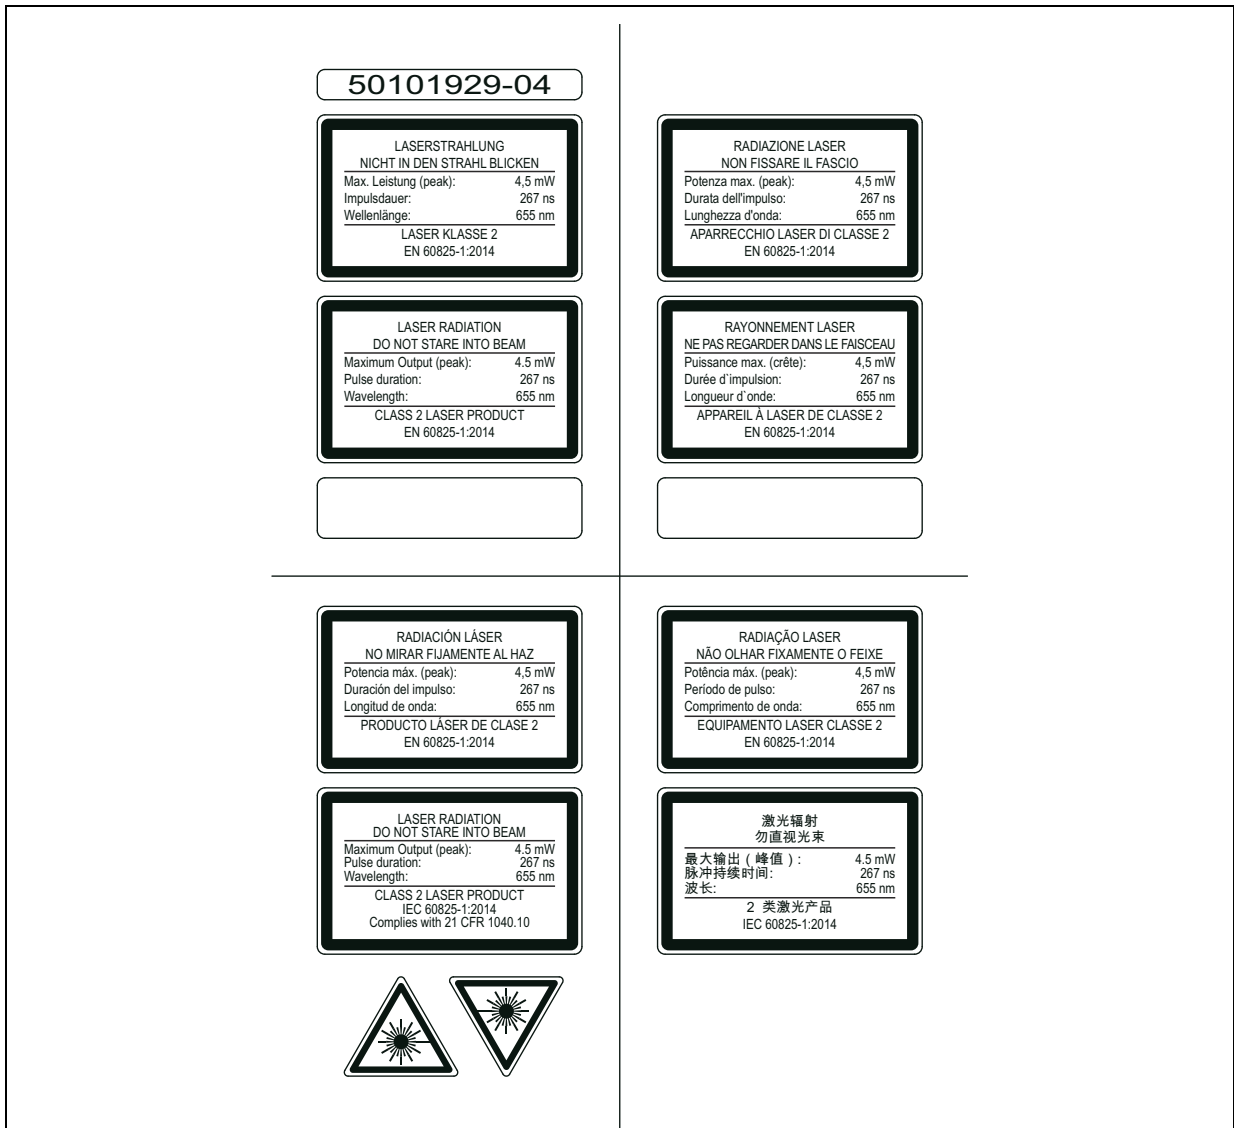 50101929-04
LASERSTRAHLUNG
NICHT IN DEN STRAHL BLICKEN
Max. Leistung (peak): 4,5 mW
Impulsdauer: 267 ns
Wellenlänge: 655 nm
LASER KLASSE 2
EN 60825-1:2014
LASER RADIATION
DO NOT STARE INTO BEAM
Maximum Output (peak): 4.5 mW
Pulse duration: 267 ns
Wavelength: 655 nm
CLASS 2 LASER PRODUCT
EN 60825-1:2014
RADIAZIONE LASER
NON FISSARE IL FASCIO
Potenza max. (peak): 4,5 mW
Durata dell'impulso: 267 ns
Lunghezza d'onda: 655 nm
APARRECCHIO LASER DI CLASSE 2
EN 60825-1:2014
RAYONNEMENT LASER
NE PAS REGARDER DANS LE FAISCEAU
Puissance max. (crête): 4,5 mW
Durée d`impulsion: 267 ns
Longueur d`onde: 655 nm
APPAREIL À LASER DE CLASSE 2
EN 60825-1:2014
RADIACIÓN LÁSER
NO MIRAR FIJAMENTE AL HAZ
Potencia máx. (peak): 4,5 mW
Duración del impulso: 267 ns
Longitud de onda: 655 nm
PRODUCTO LÁSER DE CLASE 2
EN 60825-1:2014
LASER RADIATION
DO NOT STARE INTO BEAM
Maximum Output (peak): 4.5 mW
Pulse duration: 267 ns
Wavelength: 655 nm
CLASS 2 LASER PRODUCT
IEC 60825-1:2014
Complies with 21 CFR 1040.10
RADIAÇÃO LASER
NÃO OLHAR FIXAMENTE O FEIXE
Potência máx. (peak): 4,5 mW
Período de pulso: 267 ns
Comprimento de onda: 655 nm
EQUIPAMENTO LASER CLASSE 2
EN 60825-1:2014
激光辐射
勿直视光束
最大输出 ( 峰值 ) : 4.5 mW
脉冲持续时间: 267 ns
波长: 655 nm
2 类激光产品
IEC 60825-1:2014